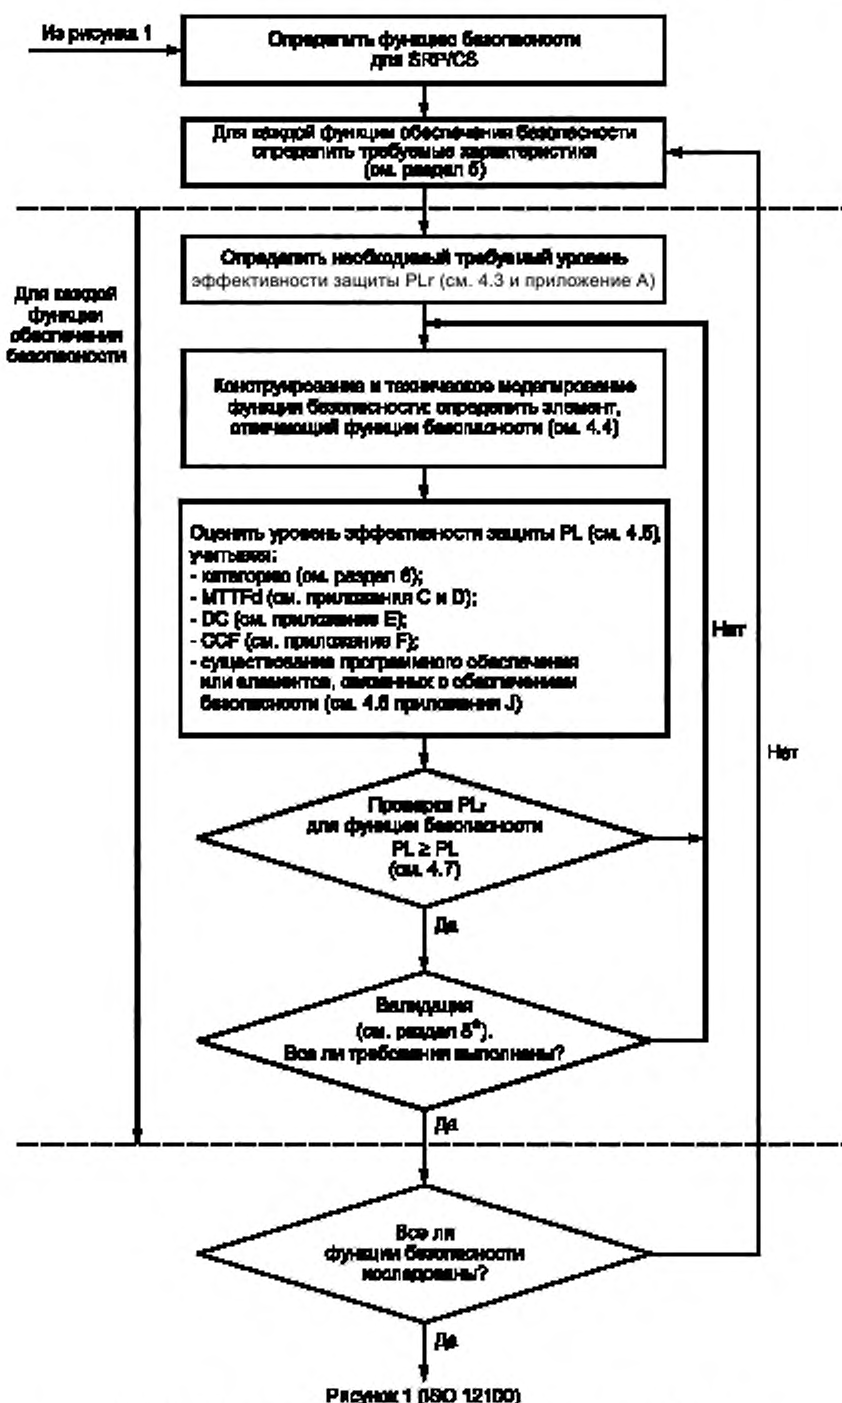 Из рисунка 1
Определить функцию безопасности
для SRP/CS
Для каждой функции обеспечения безопасности
определить требуемые характеристики
(см. раздел 5)
Определить необходимый требуемый уровень
эффективности защиты PLr (см. 4.3 и приложение А)
Для каждой
функции
обеспечения
безопасности
Конструирование и техническое моделирование
функции безопасности: определить элемент,
отвечающий функции безопасности (см. 4.4)
Оценить уровень эффективности защиты PL (см. 4.5),
учитывая:
- категорию (см. раздел 6);
- MTTFd (см. приложения C и D);
- DC (см. приложение E);
- CCF (см. приложение F);
- существование программного обеспечения
или элементов, связанных с обеспечением
безопасности (см. 4.6 приложения J)
Нет
Нет
Проверка PLr
для функции безопасности
PL ≥ PL
(см. 4.7)
Да
Валидация
(см. раздел 8*).
Все ли требования выполнены?
Да
Все ли
функции безопасности
исследованы?
Да
Рисунок 1 (ISO 12100)